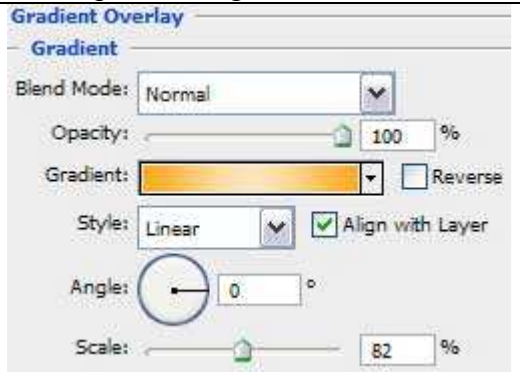 Gradient Overlay
Gradient
Blend Mode: Normal
Opacity: 100 %
Gradient: Reverse
Style: Linear Align with Layer
Angle: 0 °
Scale: 82 %